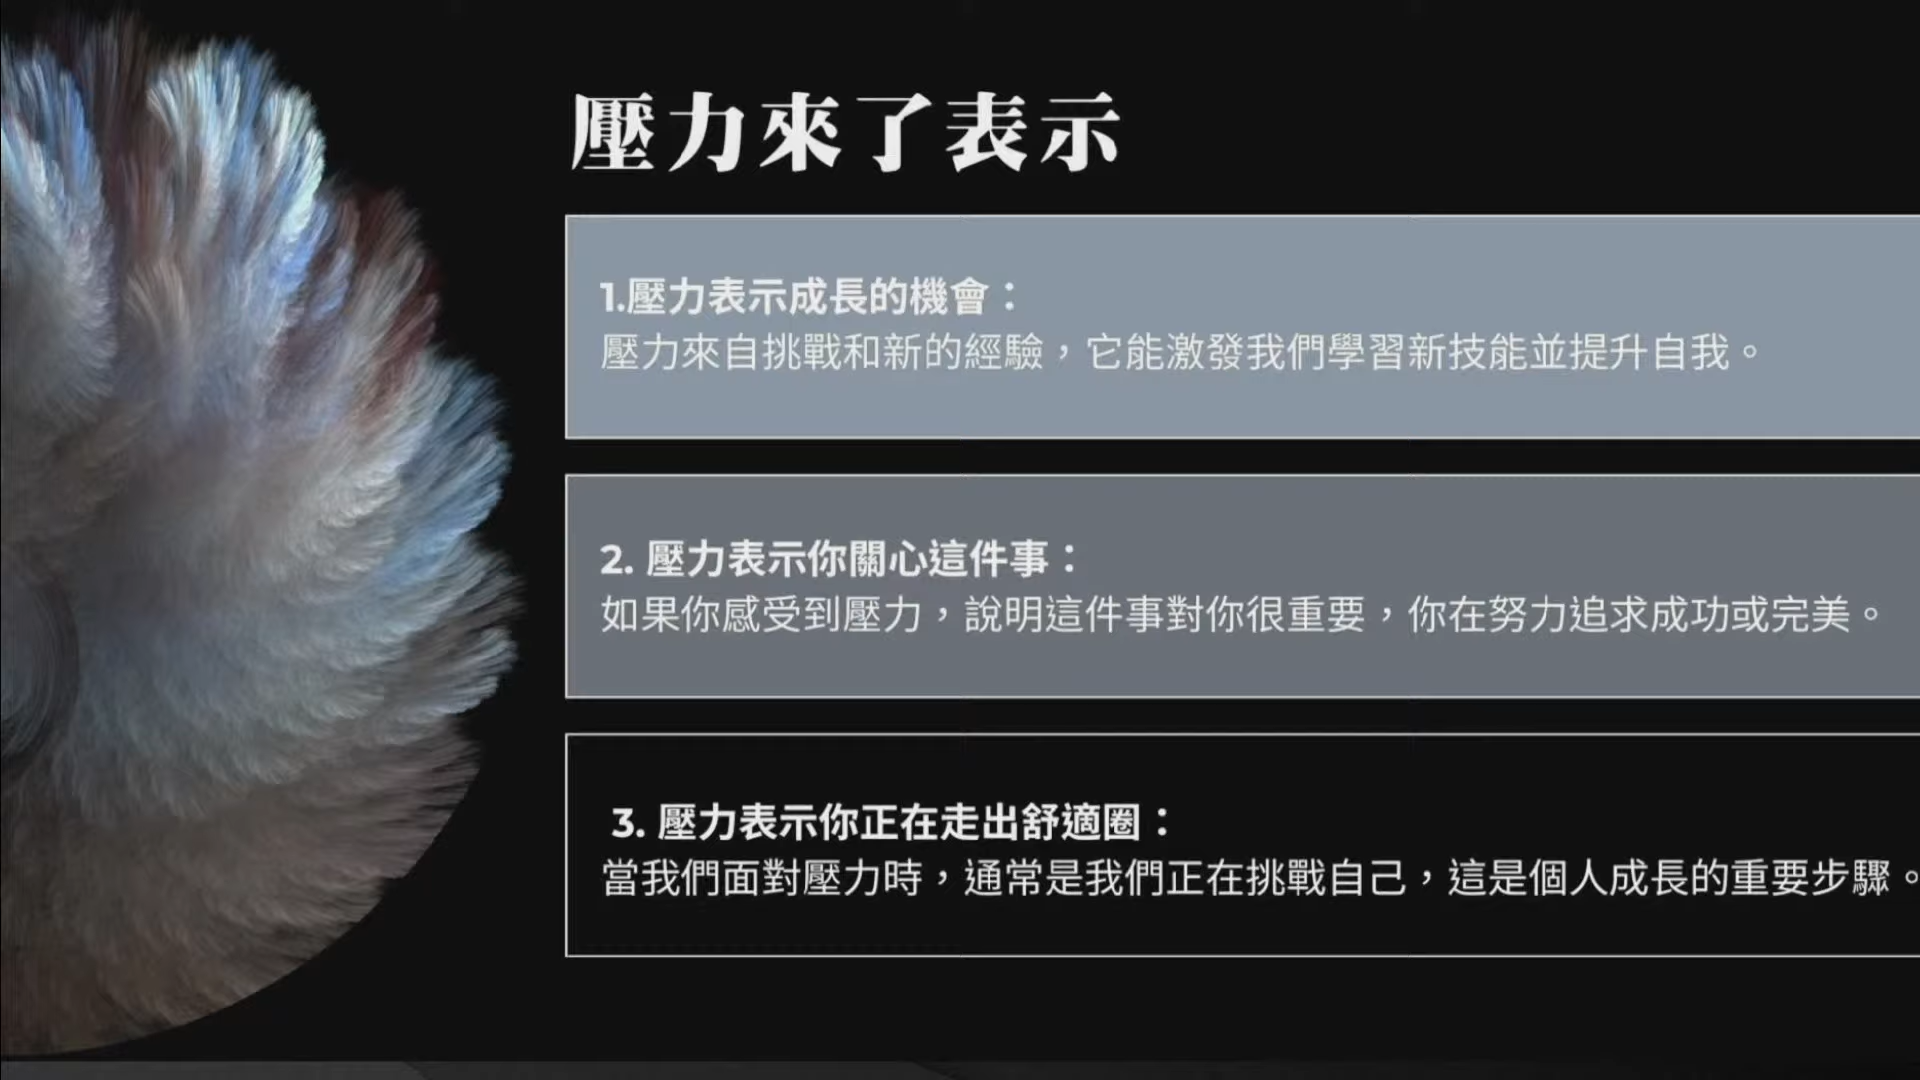 壓力來了表示
1.壓力表示成長的機會：
壓力來自挑戰和新的經驗，它能激發我們學習新技能並提升自我。
2. 壓力表示你關心這件事：
如果你感受到壓力，說明這件事對你很重要，你在努力追求成功或完美。
3. 壓力表示你正在走出舒適圈：
當我們面對壓力時，通常是我們正在挑戰自己，這是個人成長的重要步驟。